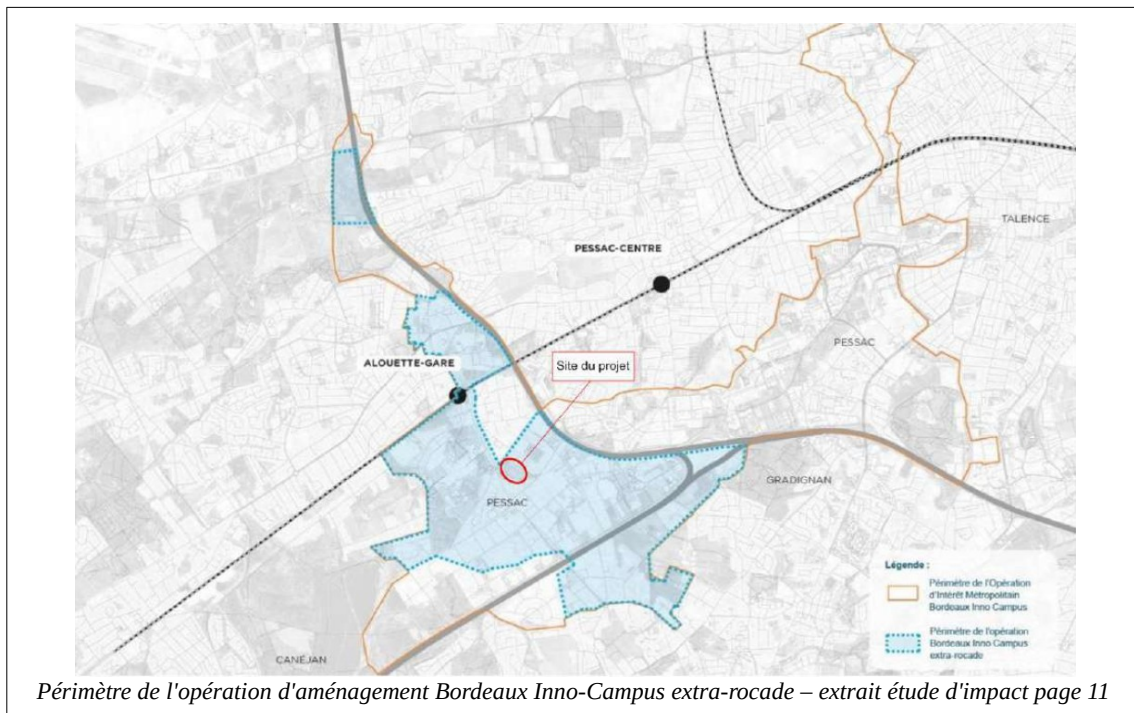 TALENCE
PESSAC-CENTRE
PESSAC
ALOUETTE-GARE
Site du projet
PESSAC
GRADIGNAN
CANÉJAN
Légende :
Périmètre de l'Opération
d'Intérêt Métropolitain
Bordeaux Inno Campus
Périmètre de l'opération
Bordeaux Inno Campus
extra-rocade
Périmètre de l'opération d'aménagement Bordeaux Inno-Campus extra-rocade – extrait étude d'impact page 11